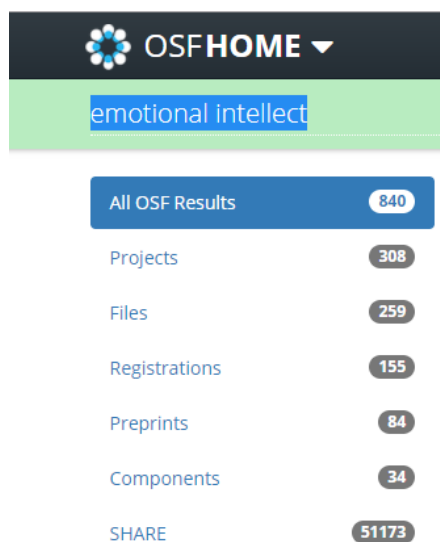 OSFHOME
emotional intellect
All OSF Results 840
Projects 308
Files 259
Registrations 155
Preprints 84
Components 34
SHARE 51173